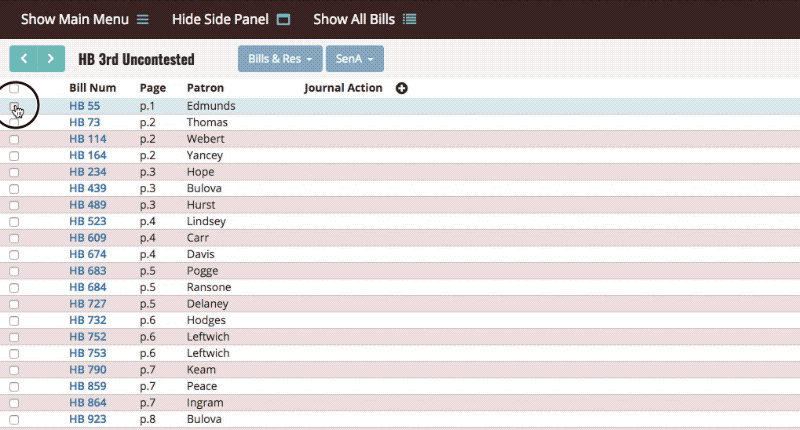 Show Main Menu Hide Side Panel Show All Bills
HB 3rd Uncontested Bills & Res SenA
Bill Num Page Patron Journal Action
HB 55 p.1 Edmunds
HB 73 p.2 Thomas
HB 114 p.2 Webert
HB 164 p.2 Yancey
HB 234 p.3 Hope
HB 439 p.3 Bulova
HB 489 p.3 Hurst
HB 523 p.4 Lindsey
HB 609 p.4 Carr
HB 674 p.4 Davis
HB 683 p.5 Pogge
HB 684 p.5 Ransone
HB 727 p.5 Delaney
HB 732 p.6 Hodges
HB 752 p.6 Leftwich
HB 753 p.6 Leftwich
HB 790 p.7 Keam
HB 859 p.7 Peace
HB 864 p.7 Ingram
HB 923 p.8 Bulova